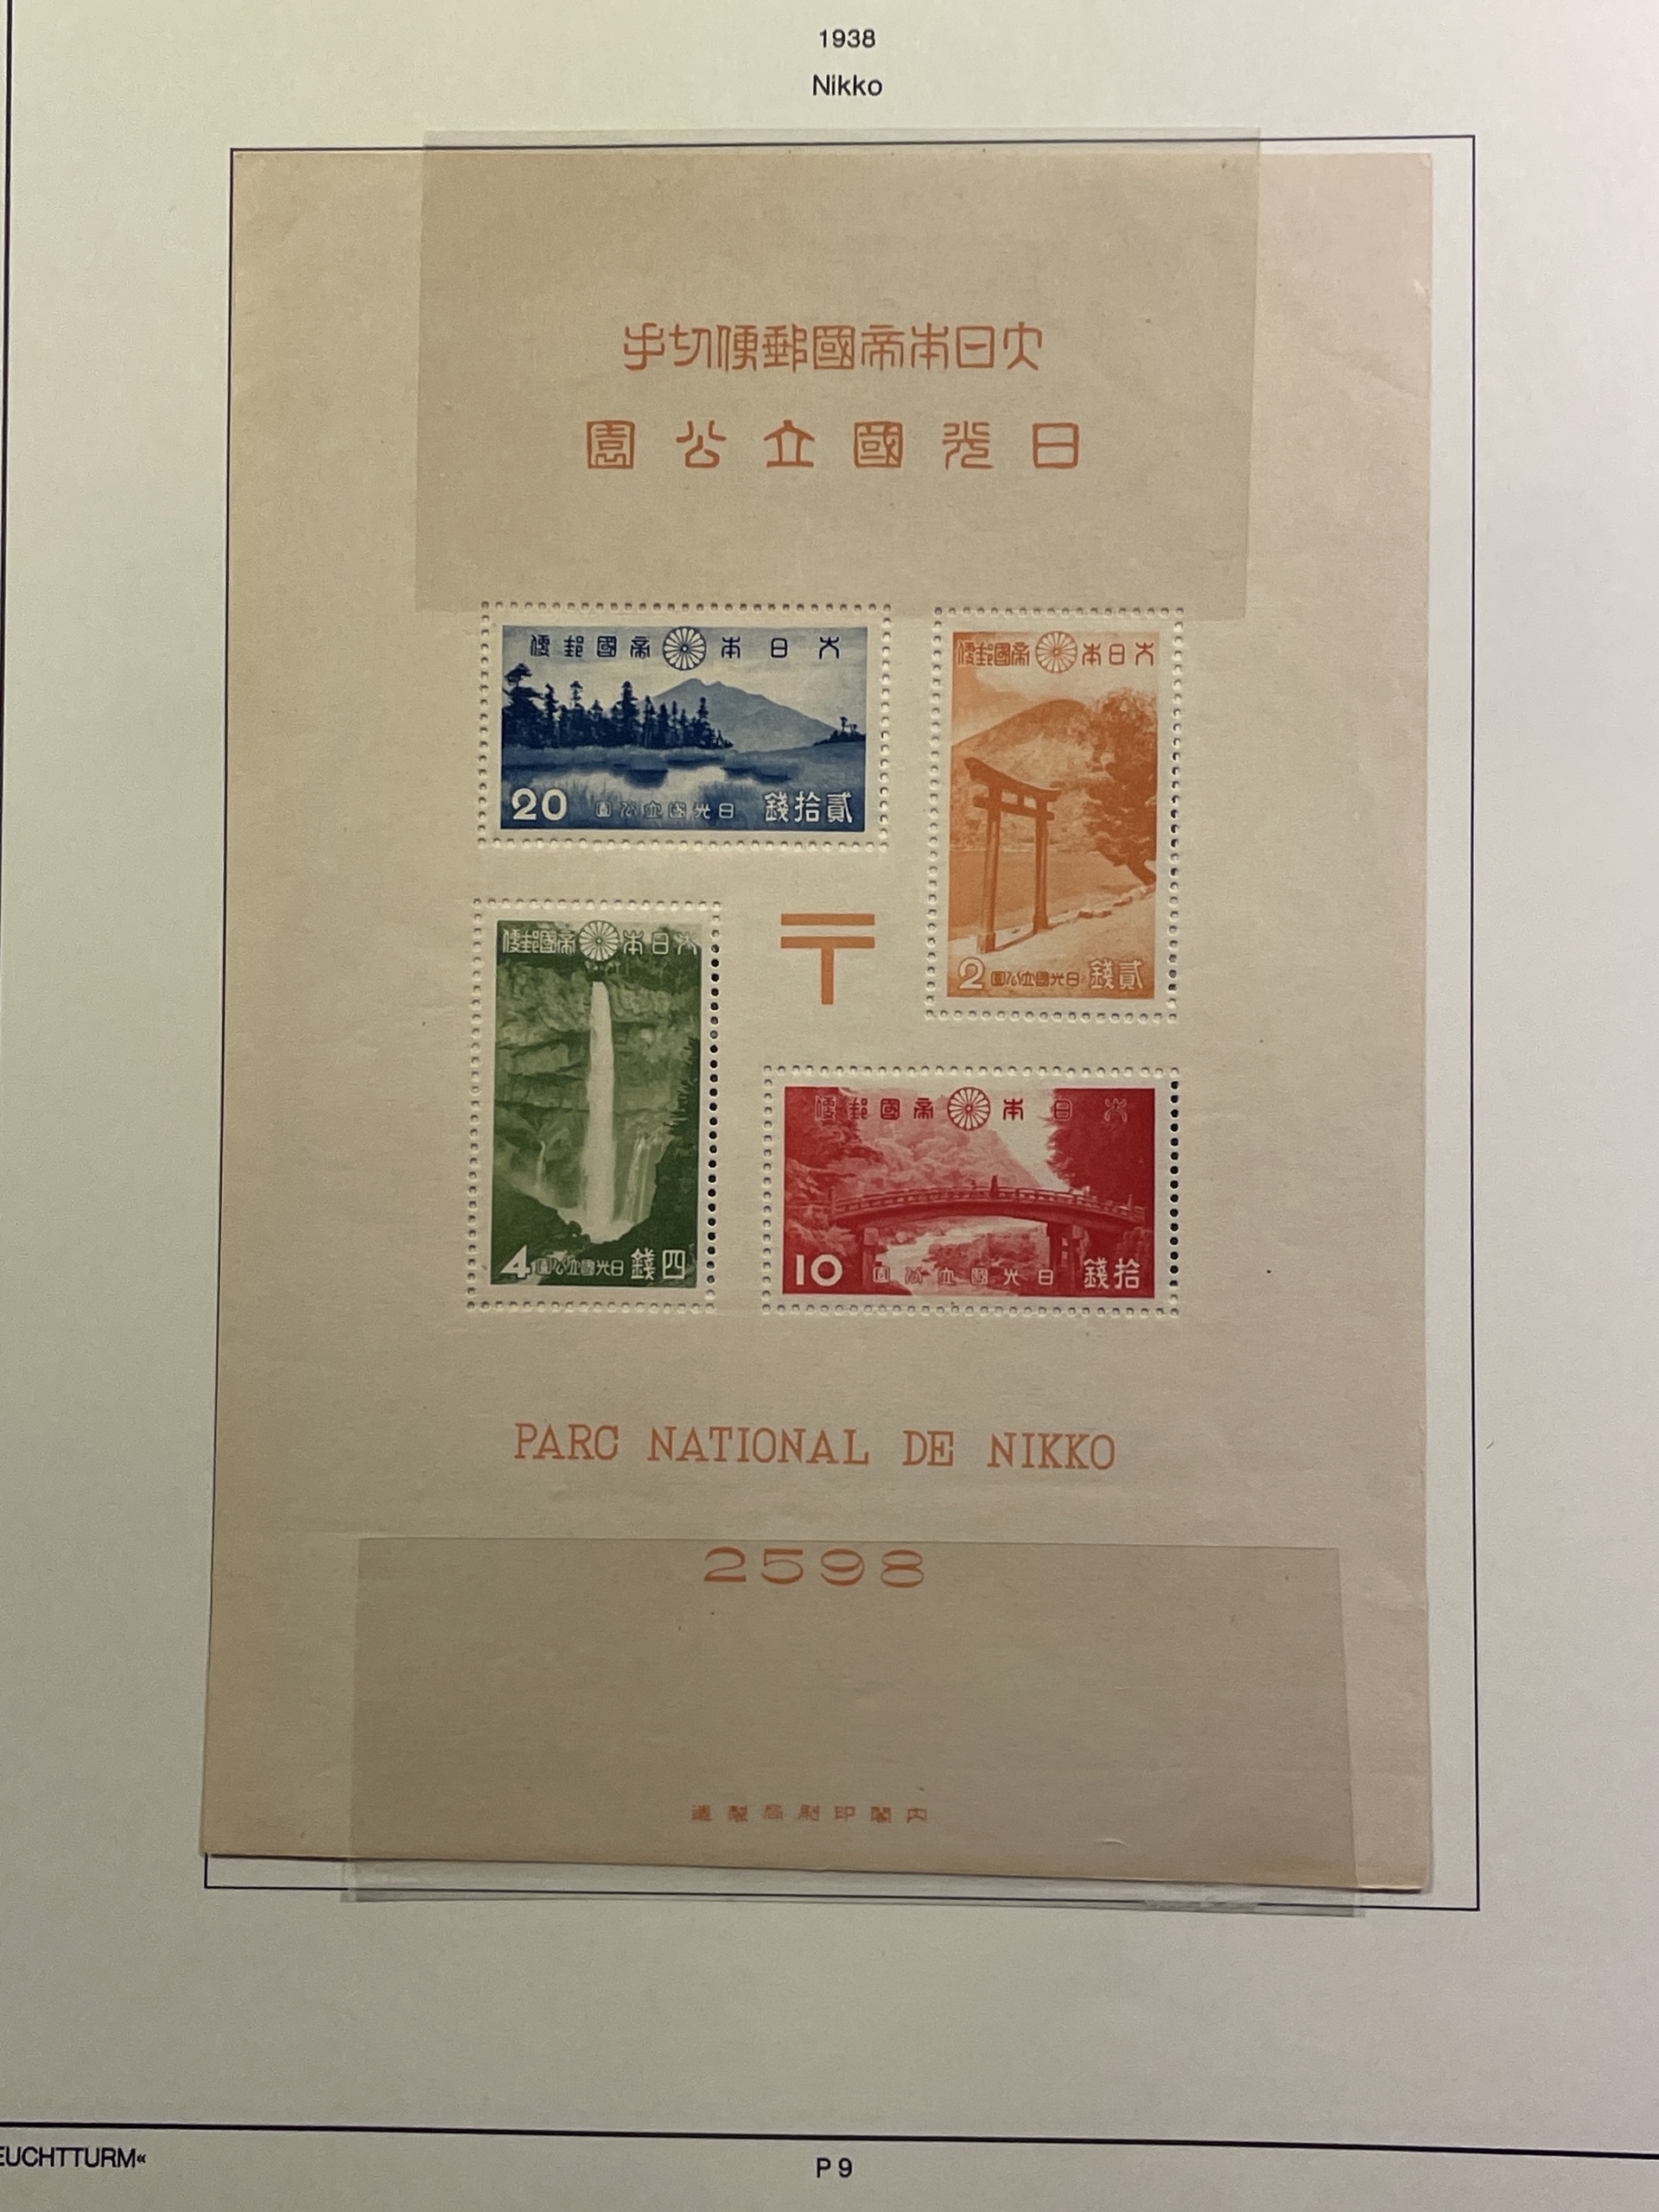 1938
Nikko
大日本帝國郵便切手
日光國立公園
大日本帝國郵便
20 日光國立公園 貳拾錢
大日本帝國郵便
2 日光國立公園 貳錢
大日本帝國郵便
4 日光國立公園 四錢
〒
大日本帝國郵便
10 日光國立公園 拾錢
PARC NATIONAL DE NIKKO
2598
内閣印刷局製造
EUCHTTURM«
P 9